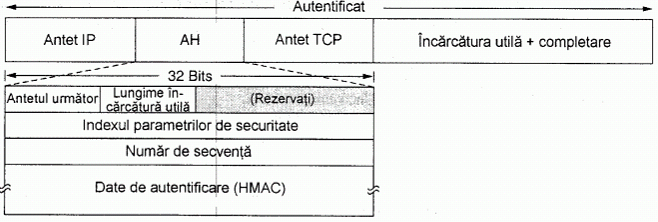 Autentificat
Antet IP
AH
Antet TCP
Încărcătura utilă + completare
32 Bits
Antetul următor
Lungime în-
cărcătură utilă
(Rezervați)
Indexul parametrilor de securitate
Număr de secvență
Date de autentificare (HMAC)